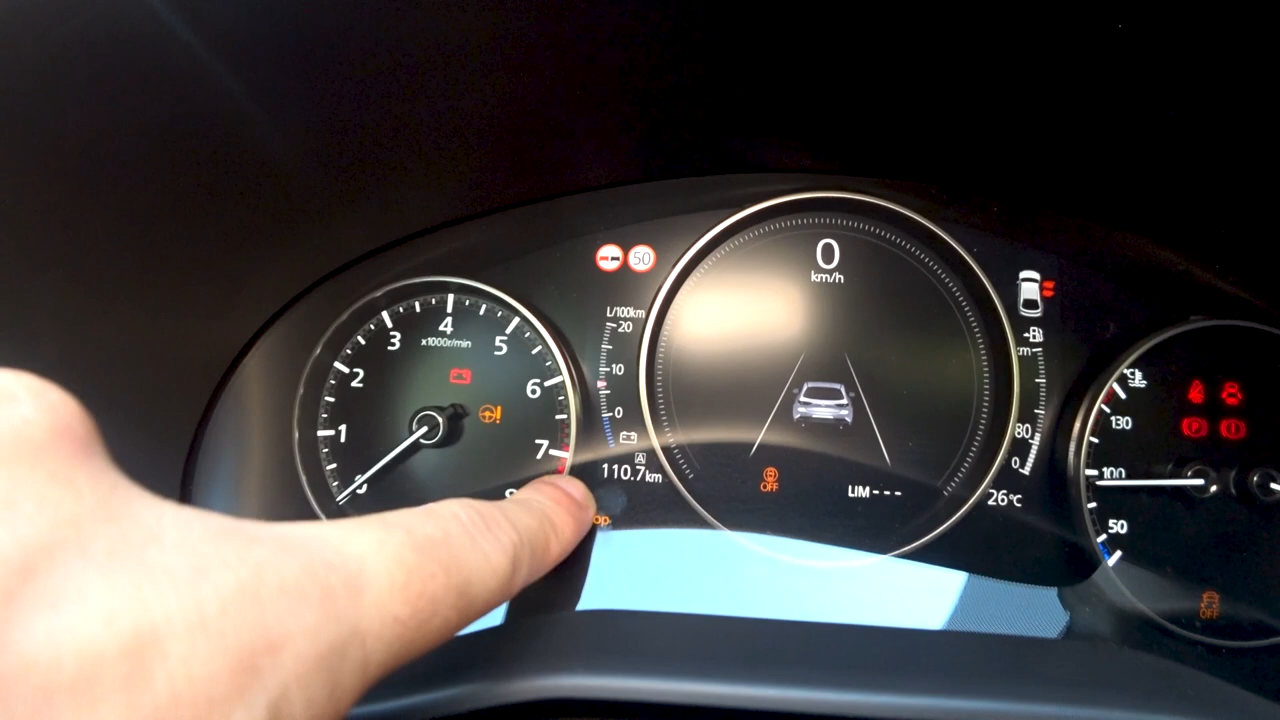 4
3
5
x1000r/min
2
6
1
7
50
L/100km
20
10
0
A
110.7km
0
km/h
OFF
LIM---
km
80
0
26℃
℃
130
100
50
P
OFF